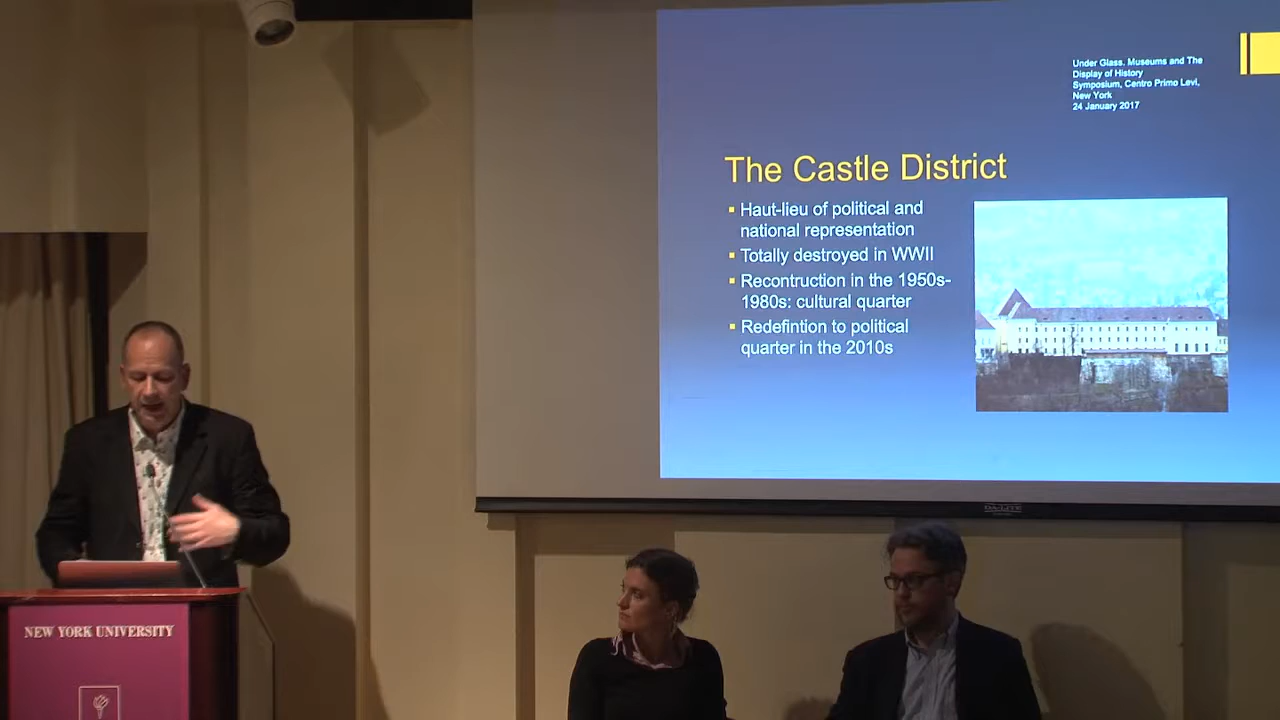 Under Glass. Museums and The
Display of History
Symposium, Centro Primo Levi,
New York
24 January 2017
The Castle District
▪ Haut-lieu of political and
national representation
▪ Totally destroyed in WWII
▪ Recontruction in the 1950s-
1980s: cultural quarter
▪ Redefintion to political
quarter in the 2010s
DA-LITE
NEW YORK UNIVERSITY